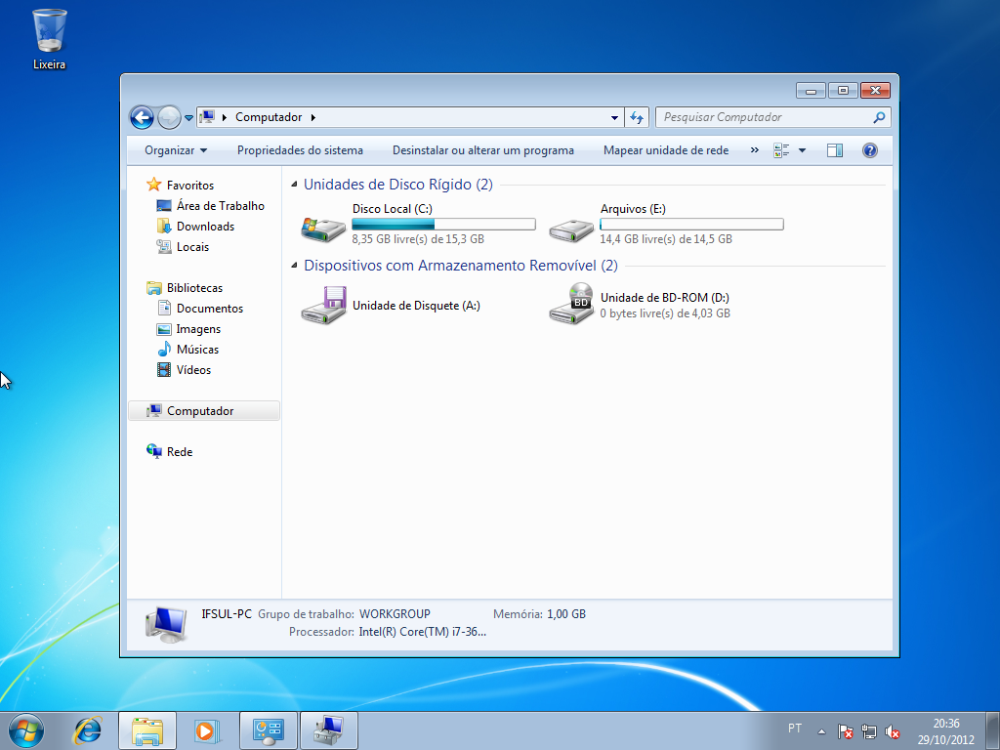 Lixeira
Computador
Pesquisar Computador
Organizar Propriedades do sistema Desinstalar ou alterar um programa Mapear unidade de rede »
Favoritos
Área de Trabalho
Downloads
Locais
Bibliotecas
Documentos
Imagens
Músicas
Vídeos
Computador
Rede
Unidades de Disco Rígido (2)
Disco Local (C:)
8,35 GB livre(s) de 15,3 GB
Arquivos (E:)
14,4 GB livre(s) de 14,5 GB
Dispositivos com Armazenamento Removível (2)
Unidade de Disquete (A:)
BD
Unidade de BD-ROM (D:)
0 bytes livre(s) de 4,03 GB
IFSUL-PC Grupo de trabalho: WORKGROUP Memória: 1,00 GB
Processador: Intel(R) Core(TM) i7-36...
PT
20:36
29/10/2012